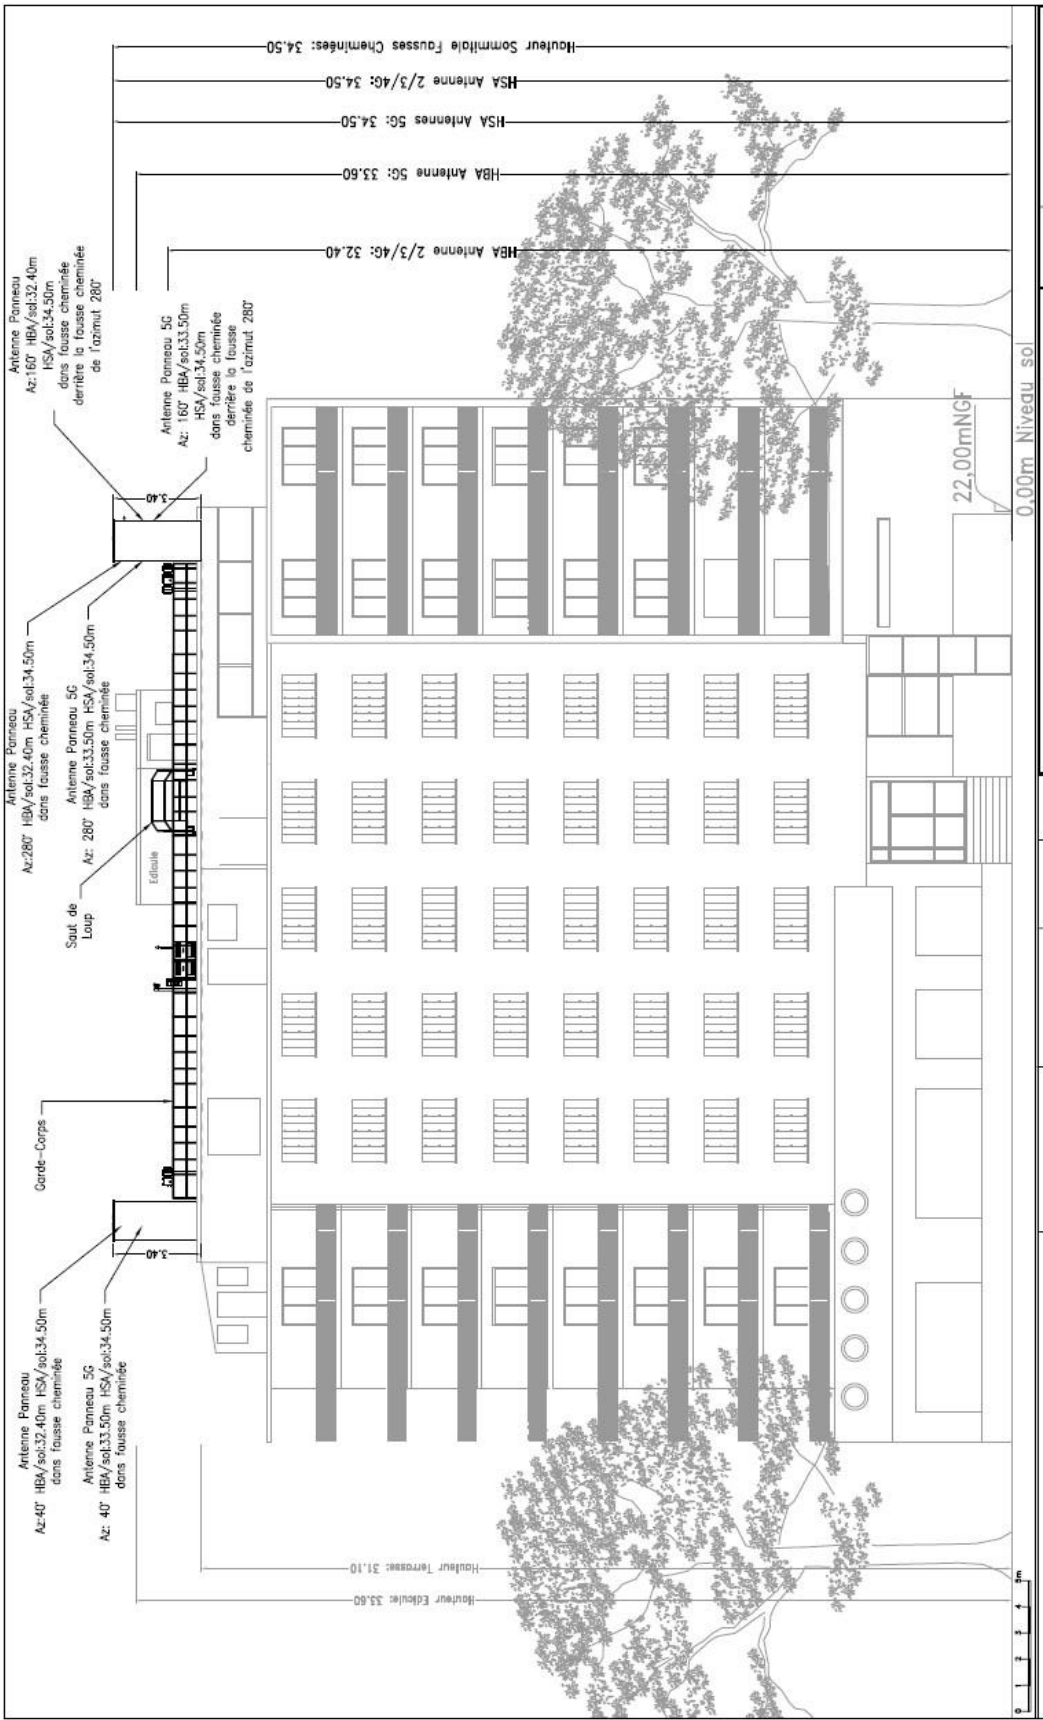 Antenne Panneau
Az:40° HBA/sol:32.40m HSA/sol:34.50m
dans fausse cheminée
Antenne Panneau 5G
Az: 40° HBA/sol:33.50m HSA/sol:34.50m
dans fausse cheminée
Garde-Corps
Saut de
Loup
Antenne Panneau
Az:280° HBA/sol:32.40m HSA/sol:34.50m
dans fausse cheminée
Antenne Panneau 5G
Az: 280° HBA/sol:33.50m HSA/sol:34.50m
dans fausse cheminée
Antenne Panneau
Az:160° HBA/sol:32.40m
HSA/sol:34.50m
dans fausse cheminée
derrière la fausse cheminée
de l'azimut 280°
Antenne Panneau 5G
Az: 160° HBA/sol:33.50m
HSA/sol:34.50m
dans fausse cheminée
derrière la fausse
cheminée de l'azimut 280°
3.40
3.40
Edicule
Hauteur Terrasse: 31.10
Hauteur Edicule: 33.60
HBA Antenne 2/3/4G: 32.40
HBA Antenne 5G: 33.60
HSA Antennes 5G: 34.50
HSA Antenne 2/3/4G: 34.50
Hauteur Sommitale Fausses Cheminées: 34.50
22,00mNGF
0.00m Niveau sol
0 1 2 3 4 5m